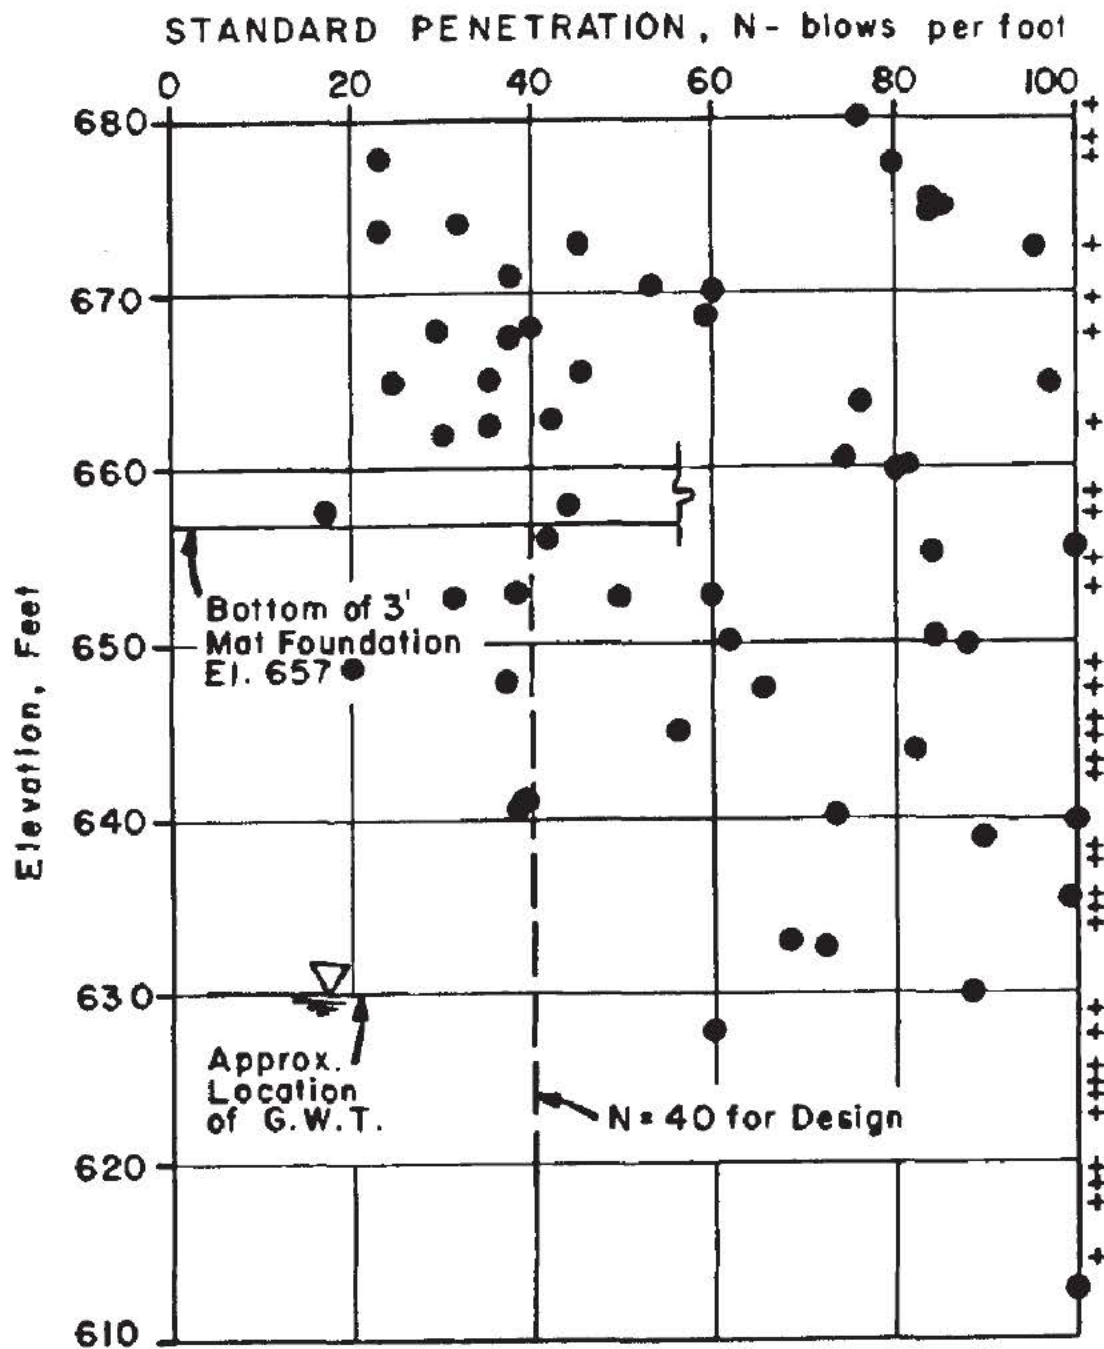 STANDARD PENETRATION, N- blows per foot
0 20 40 60 80 100
680
670
660
650
640
630
620
610
Elevation, Feet
Bottom of 3'
Mat Foundation
El. 657
Approx.
Location
of G.W.T.
N=40 for Design